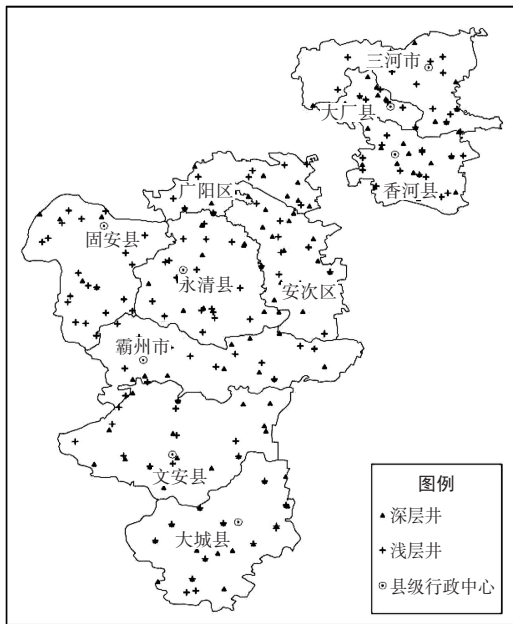 三河市
大厂县
香河县
广阳区
固安县
永清县
安次区
霸州市
文安县
大城县
图例
深层井
浅层井
县级行政中心